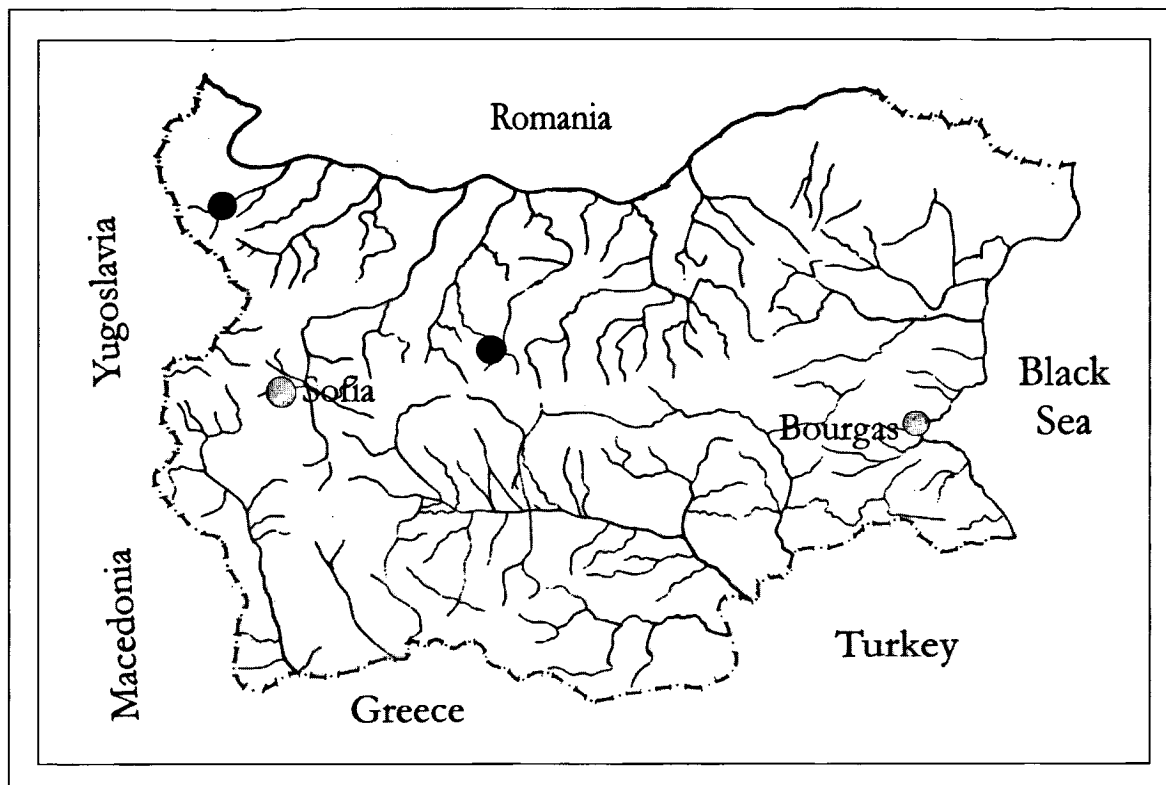 Romania
Yugoslavia
Sofia
Black
Sea
Bourgas
Macedonia
Turkey
Greece